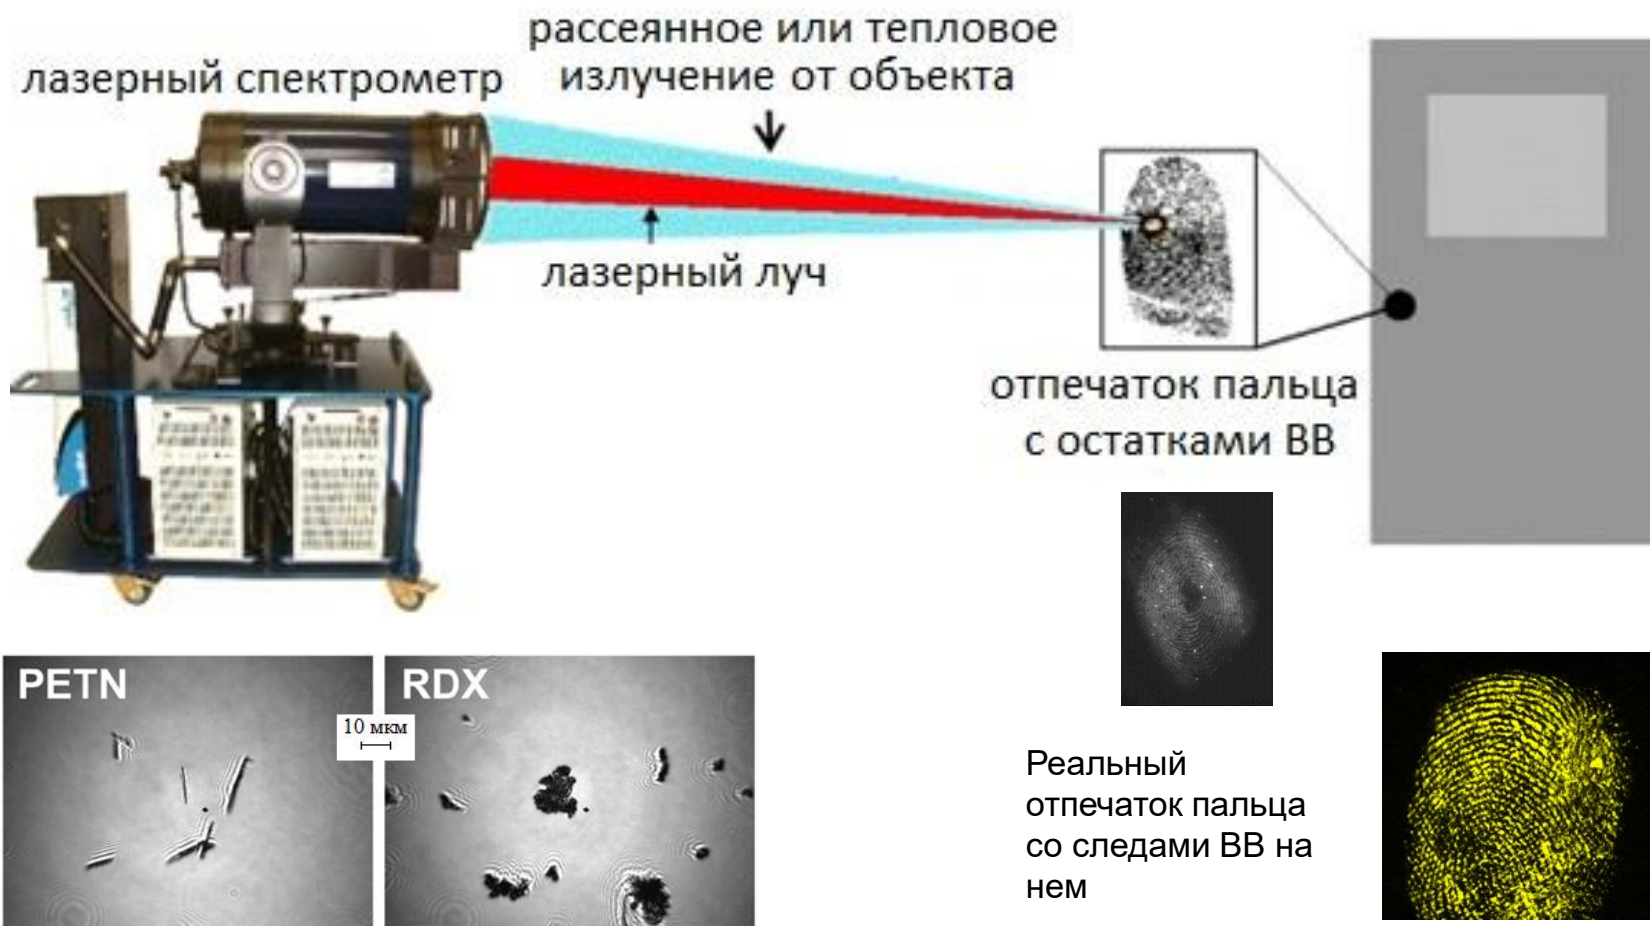 рассеянное или тепловое
излучение от объекта
лазерный спектрометр
лазерный луч
отпечаток пальца
с остатками ВВ
PETN
RDX
10 мкм
Реальный
отпечаток пальца
со следами ВВ на
нем